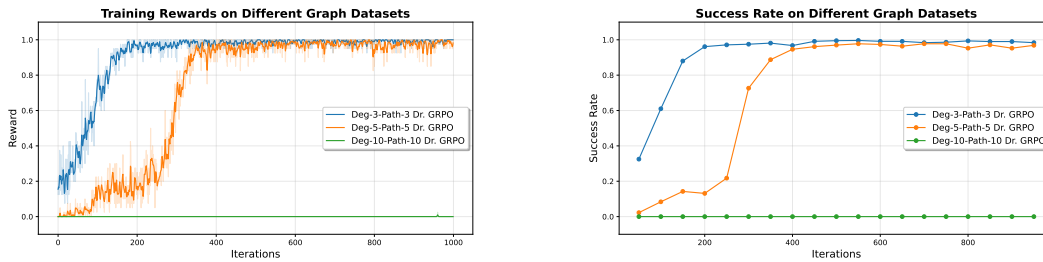 Training Rewards on Different Graph Datasets
Reward
1.0
0.8
0.6
0.4
0.2
0.0
Deg-3-Path-3 Dr. GRPO
Deg-5-Path-5 Dr. GRPO
Deg-10-Path-10 Dr. GRPO
0
200
400
600
800
1000
Iterations
Success Rate on Different Graph Datasets
Success Rate
1.0
0.8
0.6
0.4
0.2
0.0
Deg-3-Path-3 Dr. GRPO
Deg-5-Path-5 Dr. GRPO
Deg-10-Path-10 Dr. GRPO
200
400
600
800
Iterations